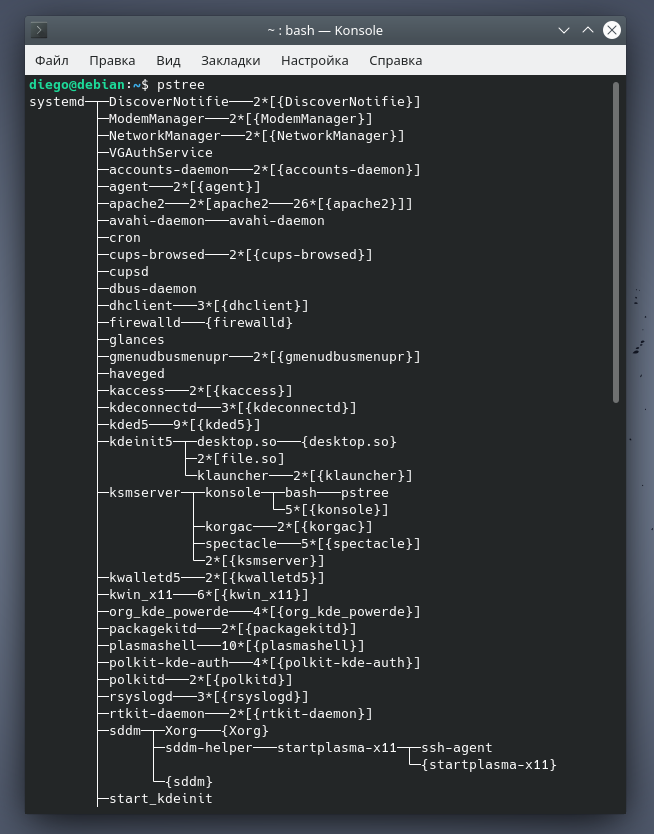 ~ : bash — Konsole
Файл Правка Вид Закладки Настройка Справка
diego@debian:~$ pstree
systemd─┬─DiscoverNotifie───2*[{DiscoverNotifie}]
        ├─ModemManager───2*[{ModemManager}]
        ├─NetworkManager───2*[{NetworkManager}]
        ├─VGAuthService
        ├─accounts-daemon───2*[{accounts-daemon}]
        ├─agent───2*[{agent}]
        ├─apache2───2*[apache2───26*[{apache2}]]
        ├─avahi-daemon───avahi-daemon
        ├─cron
        ├─cups-browsed───2*[{cups-browsed}]
        ├─cupsd
        ├─dbus-daemon
        ├─dhclient───3*[{dhclient}]
        ├─firewalld───{firewalld}
        ├─glances
        ├─gmenudbusmenupr───2*[{gmenudbusmenupr}]
        ├─haveged
        ├─kaccess───2*[{kaccess}]
        ├─kdeconnectd───3*[{kdeconnectd}]
        ├─kded5───9*[{kded5}]
        ├─kdeinit5─┬─desktop.so───{desktop.so}
        │          ├─2*[file.so]
        │          └─klauncher───2*[{klauncher}]
        ├─ksmserver─┬─konsole─┬─bash───pstree
        │           │         └─5*[{konsole}]
        │           ├─korgac───2*[{korgac}]
        │           ├─spectacle───5*[{spectacle}]
        │           └─2*[{ksmserver}]
        ├─kwalletd5───2*[{kwalletd5}]
        ├─kwin_x11───6*[{kwin_x11}]
        ├─org_kde_powerde───4*[{org_kde_powerde}]
        ├─packagekitd───2*[{packagekitd}]
        ├─plasmashell───10*[{plasmashell}]
        ├─polkit-kde-auth───4*[{polkit-kde-auth}]
        ├─polkitd───2*[{polkitd}]
        ├─rsyslogd───3*[{rsyslogd}]
        ├─rtkit-daemon───2*[{rtkit-daemon}]
        ├─sddm─┬─Xorg───{Xorg}
        │      ├─sddm-helper───startplasma-x11─┬─ssh-agent
        │      │                               └─{startplasma-x11}
        │      └─{sddm}
        ├─start_kdeinit